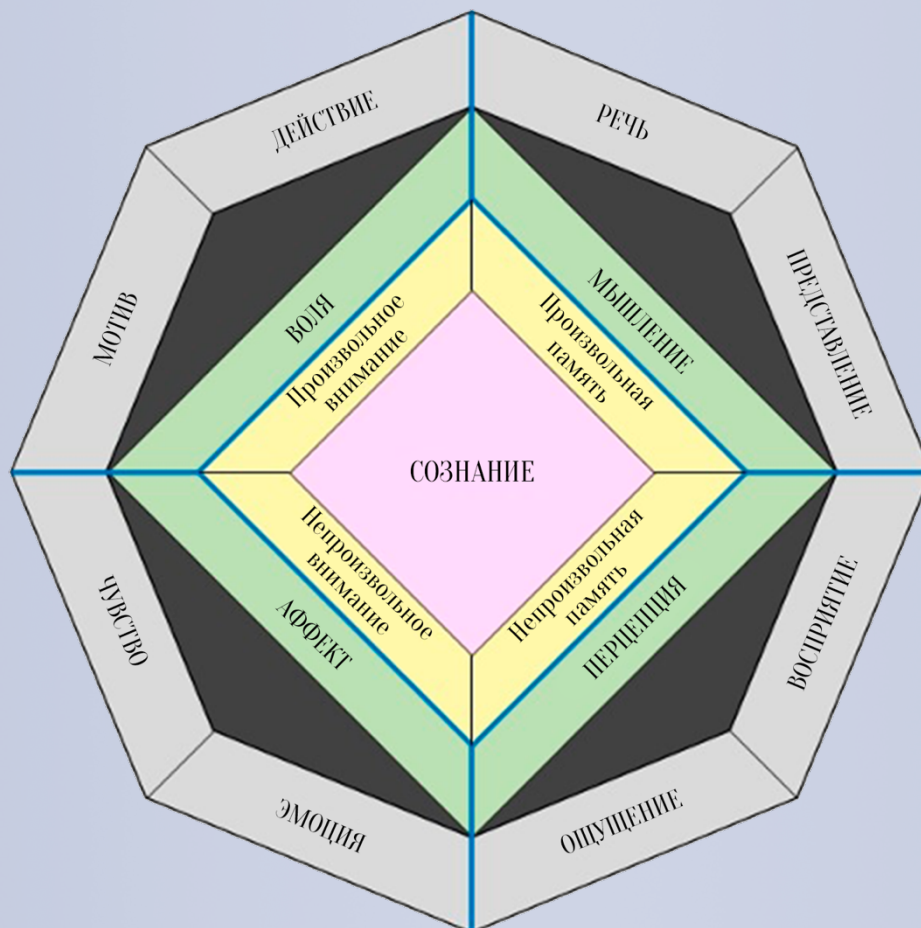 ДЕЙСТВИЕ
РЕЧЬ
МОТИВ
ПРЕДСТАВЛЕНИЕ
ВОЛЯ
МЫШЛЕНИЕ
Произвольное
внимание
Произвольная
память
СОЗНАНИЕ
Непроизвольное
внимание
Непроизвольная
память
АФФЕКТ
ПЕРЦЕПЦИЯ
ЧУВСТВО
ВОСПРИЯТИЕ
ЭМОЦИЯ
ОЩУЩЕНИЕ